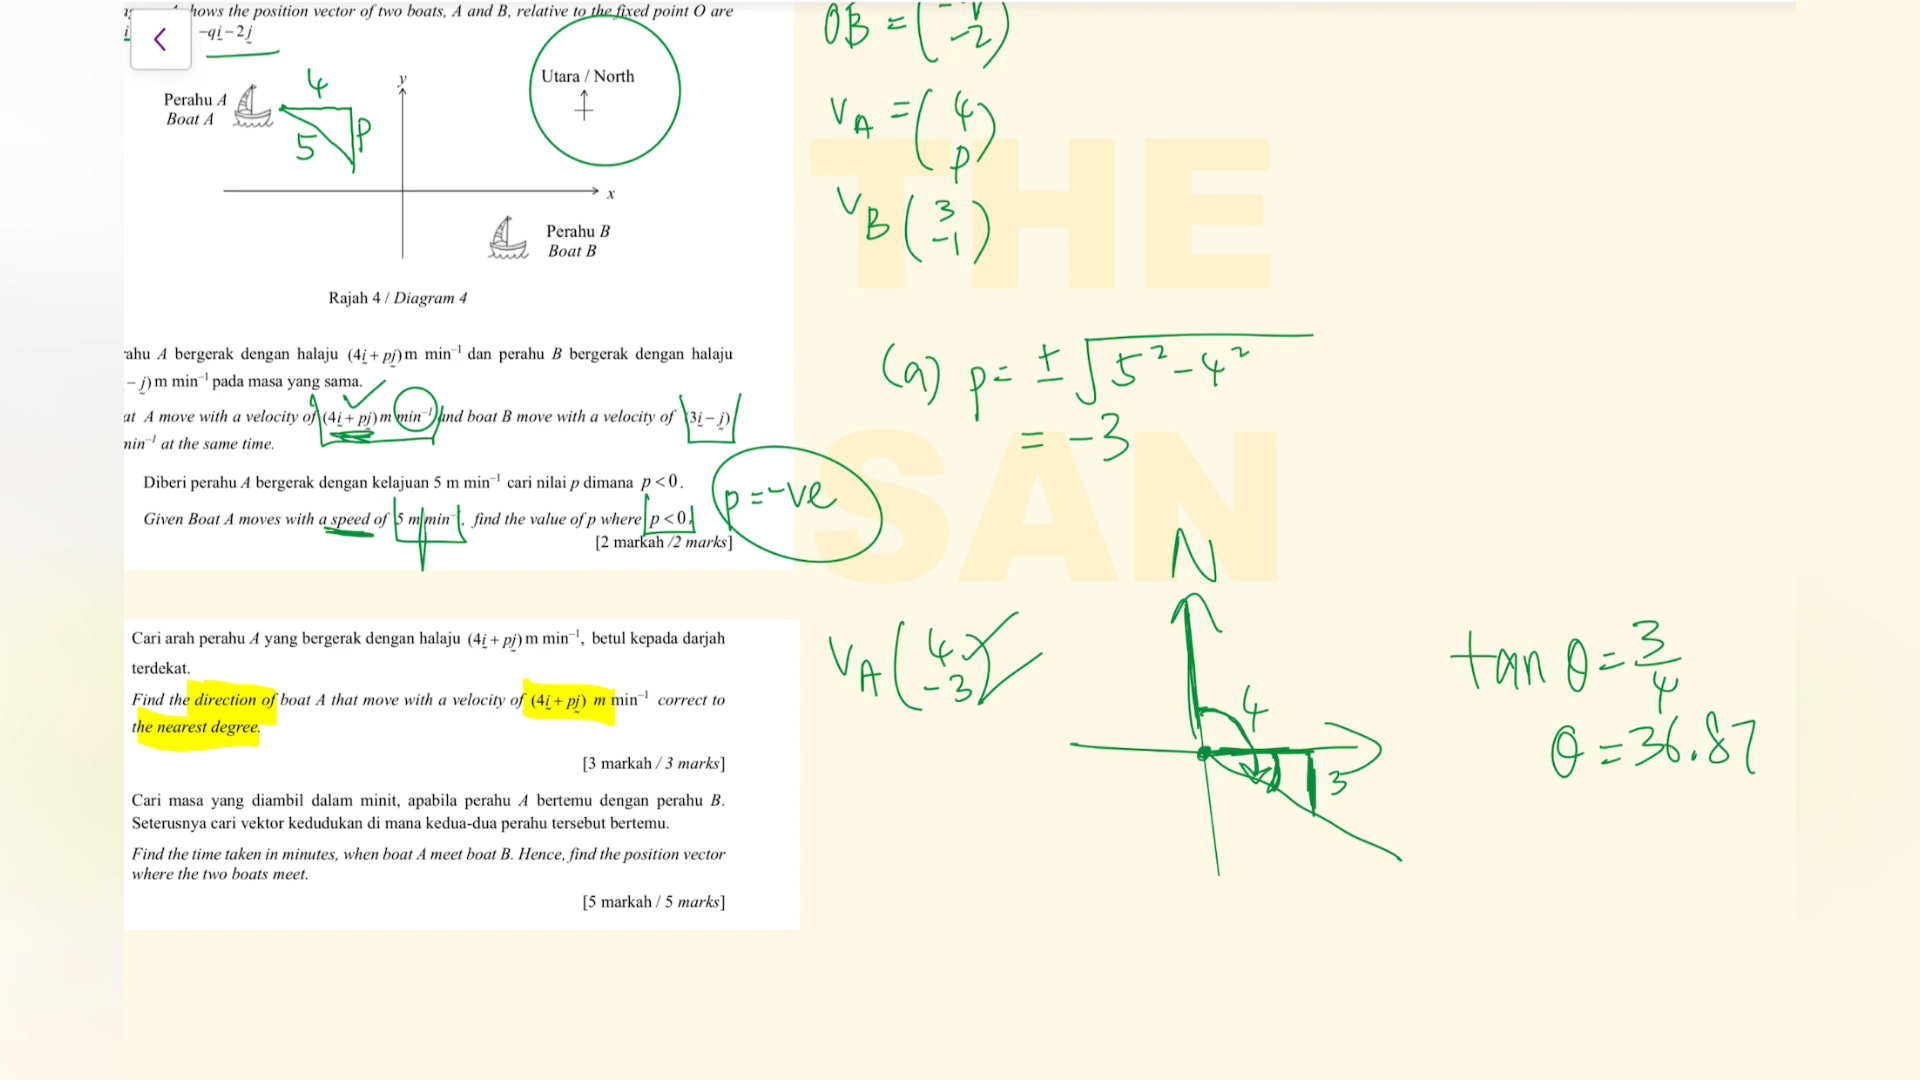 hows the position vector of two boats, A and B, relative to the fixed point O are
-qi – 2j
4
5
P
Perahu A
Boat A
y
Utara / North
x
Perahu B
Boat B
Rajah 4 / Diagram 4
rahu A bergerak dengan halaju (4i + pj) m min⁻¹ dan perahu B bergerak dengan halaju
– j) m min⁻¹ pada masa yang sama.
at A move with a velocity of (4i + pj) m min⁻¹ and boat B move with a velocity of (3i – j)
min⁻¹ at the same time.
Diberi perahu A bergerak dengan kelajuan 5 m min⁻¹ cari nilai p dimana p < 0.
Given Boat A moves with a speed of 5 m min⁻¹, find the value of p where p < 0.
[2 markah /2 marks]
p = -ve
Cari arah perahu A yang bergerak dengan halaju (4i + pj) m min⁻¹, betul kepada darjah
terdekat.
Find the direction of boat A that move with a velocity of (4i + pj) m min⁻¹ correct to
the nearest degree.
[3 markah / 3 marks]
Cari masa yang diambil dalam minit, apabila perahu A bertemu dengan perahu B.
Seterusnya cari vektor kedudukan di mana kedua-dua perahu tersebut bertemu.
Find the time taken in minutes, when boat A meet boat B. Hence, find the position vector
where the two boats meet.
[5 markah / 5 marks]
OB = ( -2 )
VA = ( 4 p )
VB ( 3 -1 )
THE
SAN
(a) p = ± √5² - 4²
= -3
VA ( 4 -3 )
N
4
3
tan θ = 3/4
θ = 36.87